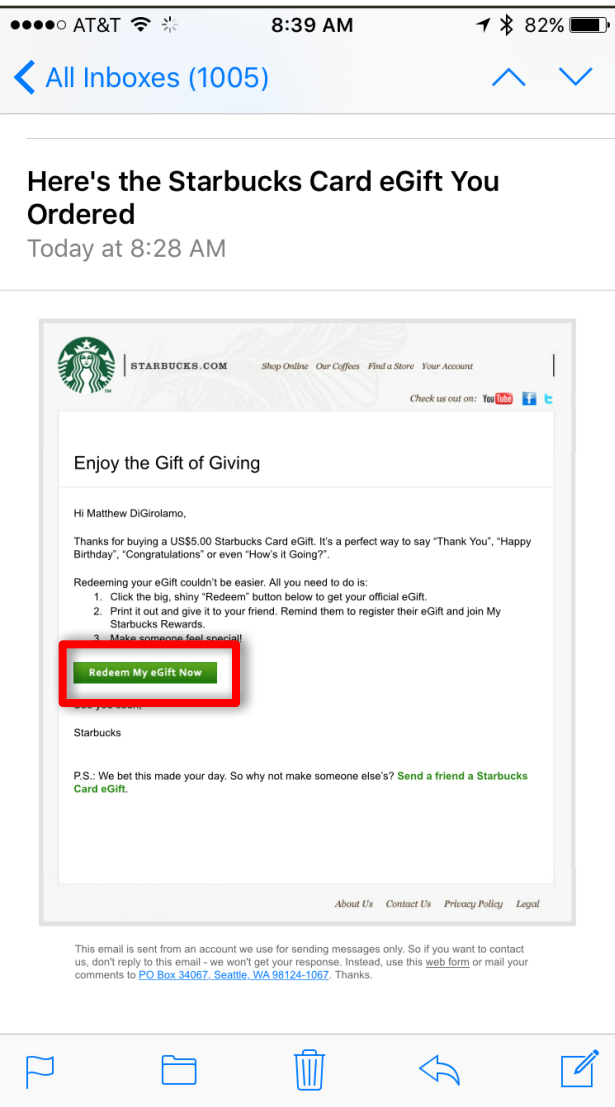 AT&T 8:39 AM 82%
All Inboxes (1005)
Here's the Starbucks Card eGift You
Ordered
Today at 8:28 AM
STARBUCKS.COM Shop Online Our Coffees Find a Store Your Account
Check us out on: YouTube f t
Enjoy the Gift of Giving
Hi Matthew DiGirolamo,
Thanks for buying a US$5.00 Starbucks Card eGift. It's a perfect way to say “Thank You”, “Happy
Birthday”, “Congratulations” or even “How's it Going?”.
Redeeming your eGift couldn't be easier. All you need to do is:
1. Click the big, shiny “Redeem” button below to get your official eGift.
2. Print it out and give it to your friend. Remind them to register their eGift and join My
Starbucks Rewards.
3. Make someone feel special!
Redeem My eGift Now
See you soon,
Starbucks
P.S.: We bet this made your day. So why not make someone else's? Send a friend a Starbucks
Card eGift.
About Us Contact Us Privacy Policy Legal
This email is sent from an account we use for sending messages only. So if you want to contact
us, don't reply to this email - we won't get your response. Instead, use this web form or mail your
comments to PO Box 34067, Seattle, WA 98124-1067. Thanks.